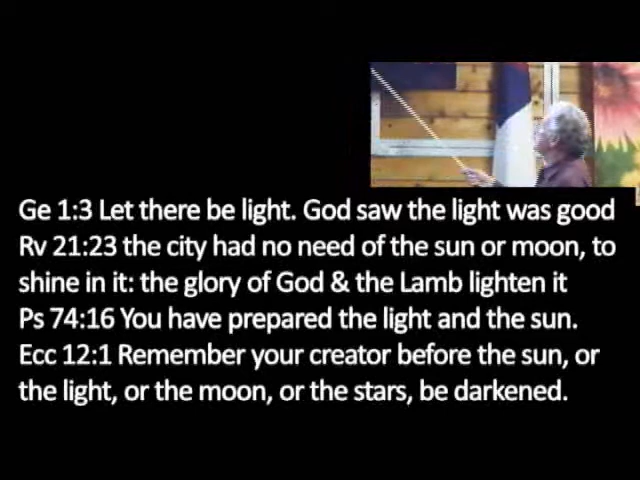 Ge 1:3 Let there be light. God saw the light was good
Rv 21:23 the city had no need of the sun or moon, to
shine in it: the glory of God & the Lamb lighten it
Ps 74:16 You have prepared the light and the sun.
Ecc 12:1 Remember your creator before the sun, or
the light, or the moon, or the stars, be darkened.